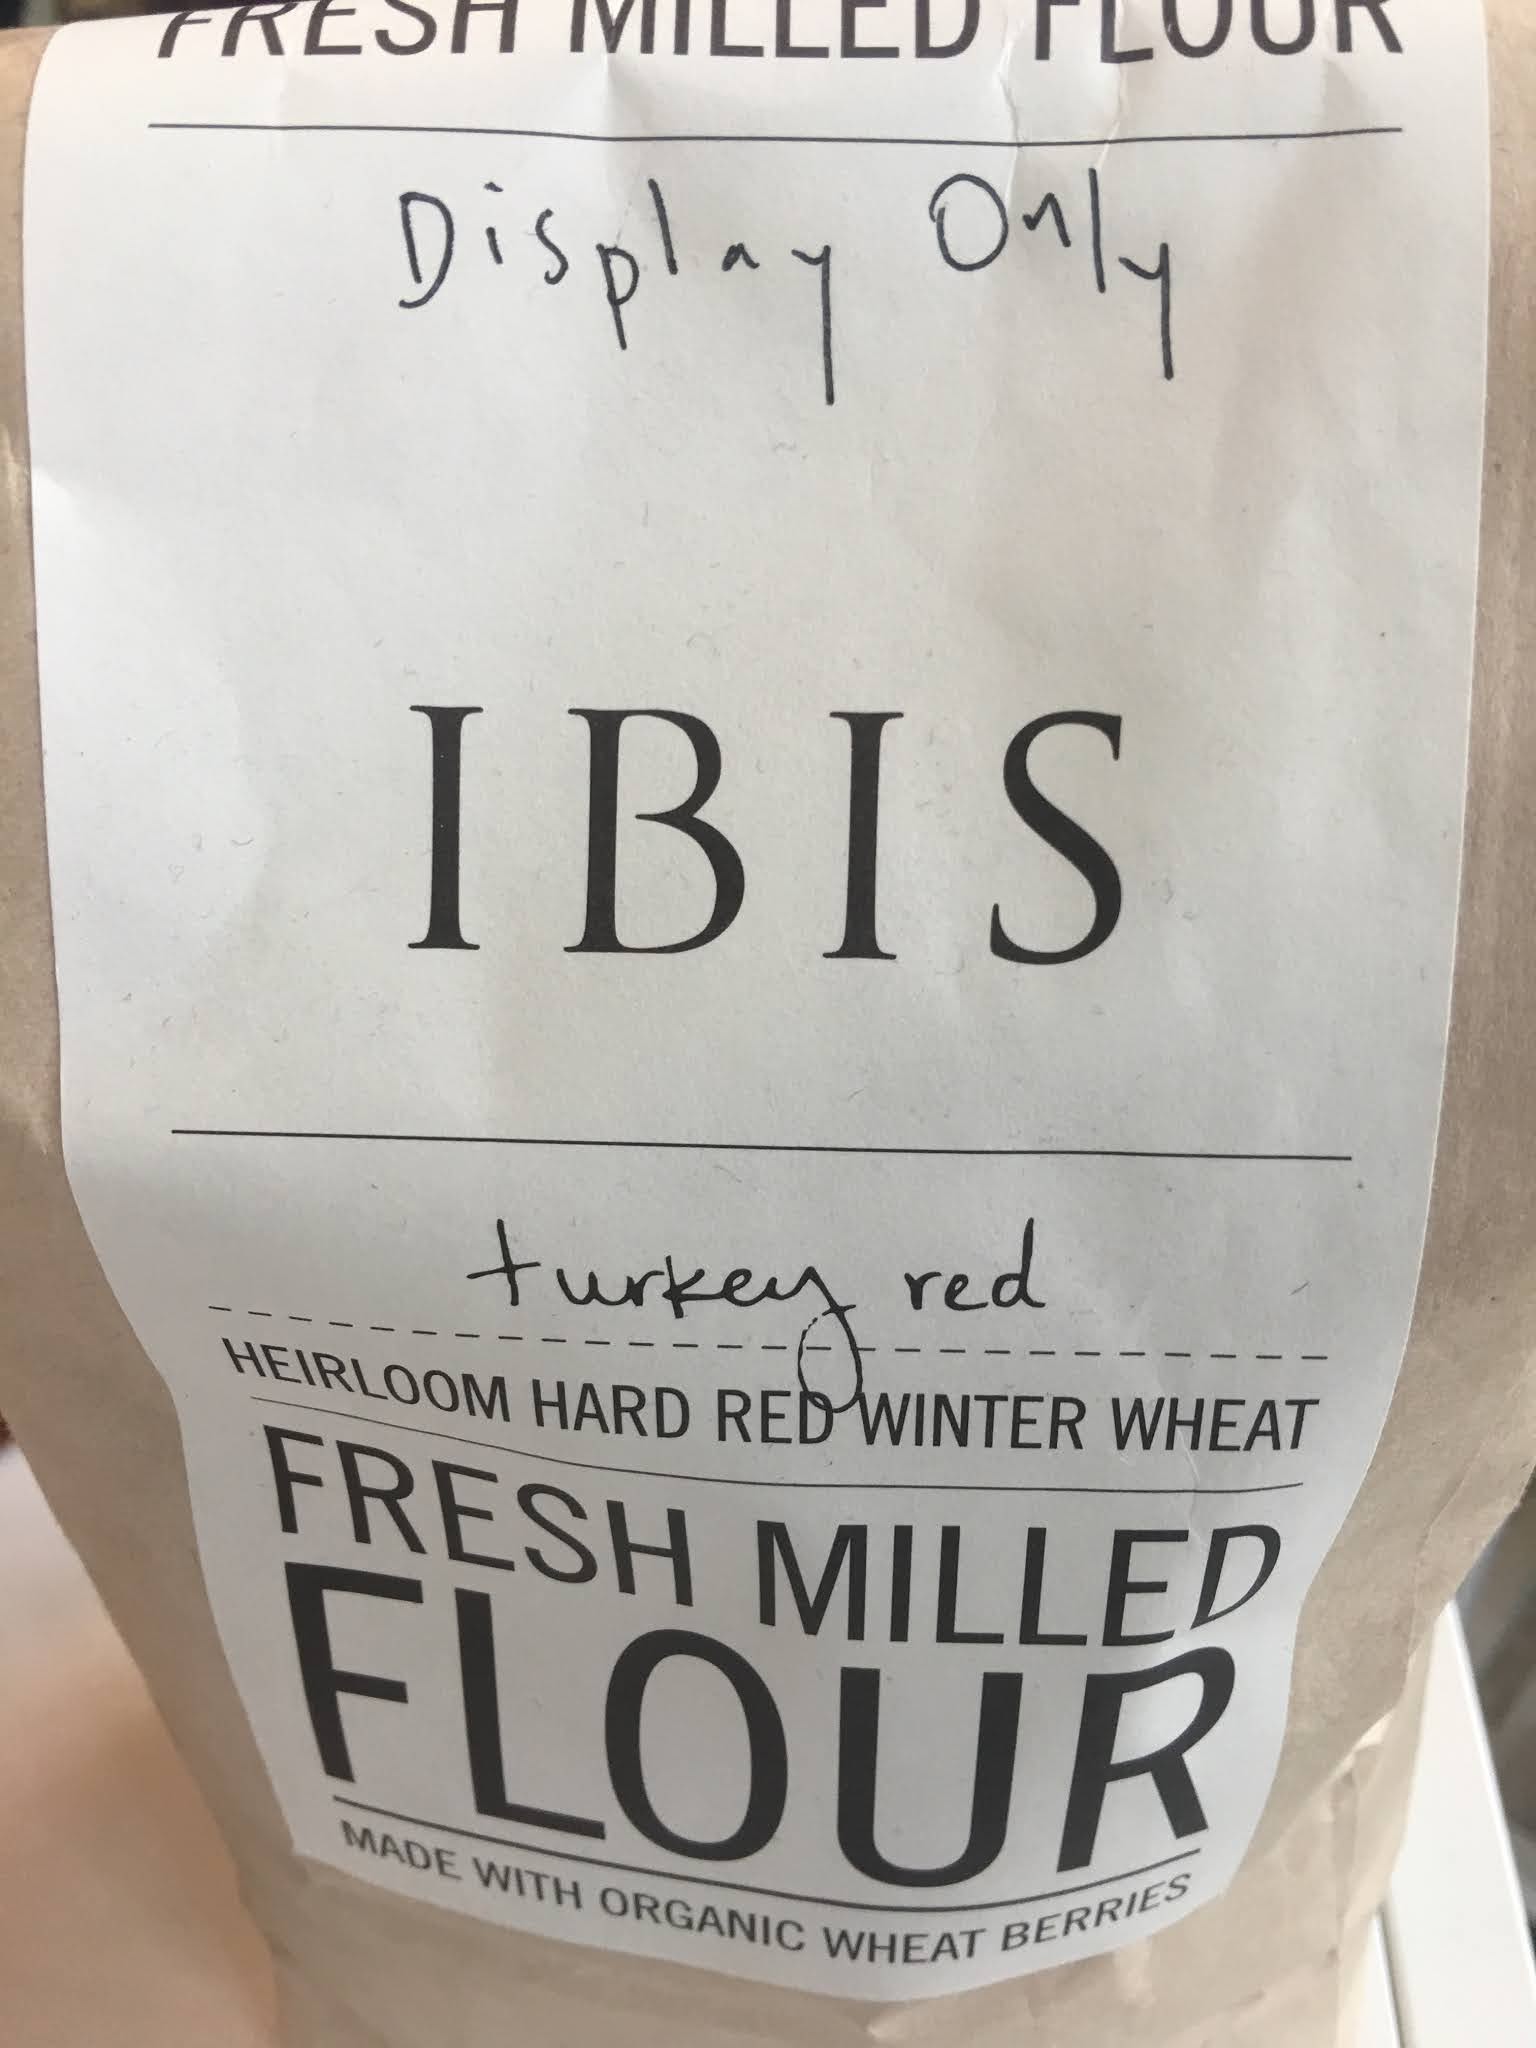 FRESH MILLED FLOUR
Display Only
IBIS
turkey red
HEIRLOOM HARD RED WINTER WHEAT
FRESH MILLED
FLOUR
MADE WITH ORGANIC WHEAT BERRIES